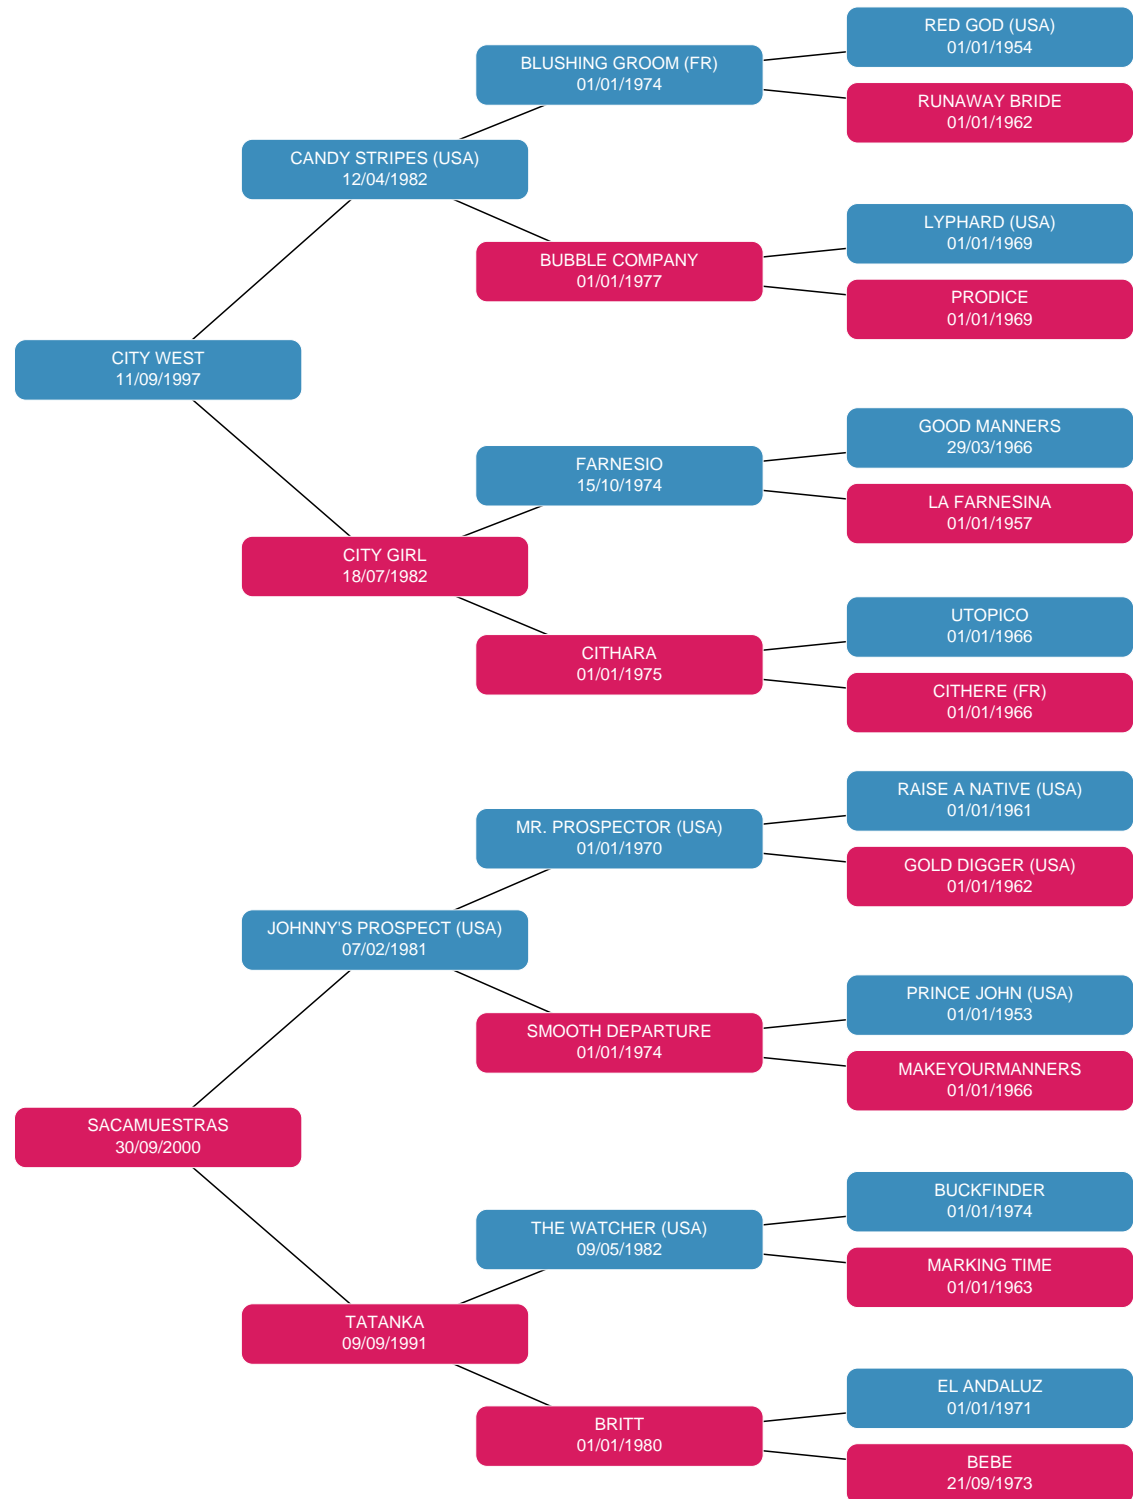 RED GOD (USA)
01/01/1954
BLUSHING GROOM (FR)
01/01/1974
RUNAWAY BRIDE
01/01/1962
CANDY STRIPES (USA)
12/04/1982
LYPHARD (USA)
01/01/1969
BUBBLE COMPANY
01/01/1977
PRODICE
01/01/1969
CITY WEST
11/09/1997
GOOD MANNERS
29/03/1966
FARNESIO
15/10/1974
LA FARNESINA
01/01/1957
CITY GIRL
18/07/1982
UTOPICO
01/01/1966
CITHARA
01/01/1975
CITHERE (FR)
01/01/1966
RAISE A NATIVE (USA)
01/01/1961
MR. PROSPECTOR (USA)
01/01/1970
GOLD DIGGER (USA)
01/01/1962
JOHNNY'S PROSPECT (USA)
07/02/1981
PRINCE JOHN (USA)
01/01/1953
SMOOTH DEPARTURE
01/01/1974
MAKEYOURMANNERS
01/01/1966
SACAMUESTRAS
30/09/2000
BUCKFINDER
01/01/1974
THE WATCHER (USA)
09/05/1982
MARKING TIME
01/01/1963
TATANKA
09/09/1991
EL ANDALUZ
01/01/1971
BRITT
01/01/1980
BEBE
21/09/1973